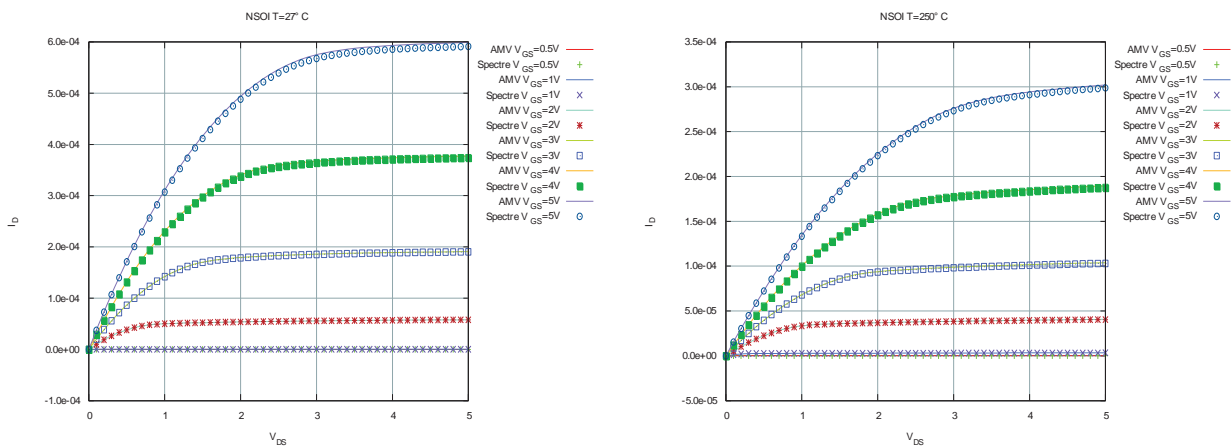 NSOI T=27° C
6.0e-04
5.0e-04
4.0e-04
3.0e-04
2.0e-04
1.0e-04
0.0e+00
-1.0e-04
0 1 2 3 4 5
I_D
V_DS
AMV V_GS=0.5V
Spectre V_GS=0.5V
AMV V_GS=1V
Spectre V_GS=1V
AMV V_GS=2V
Spectre V_GS=2V
AMV V_GS=3V
Spectre V_GS=3V
AMV V_GS=4V
Spectre V_GS=4V
AMV V_GS=5V
Spectre V_GS=5V
NSOI T=250° C
3.5e-04
3.0e-04
2.5e-04
2.0e-04
1.5e-04
1.0e-04
5.0e-05
0.0e+00
-5.0e-05
0 1 2 3 4 5
I_D
V_DS
AMV V_GS=0.5V
Spectre V_GS=0.5V
AMV V_GS=1V
Spectre V_GS=1V
AMV V_GS=2V
Spectre V_GS=2V
AMV V_GS=3V
Spectre V_GS=3V
AMV V_GS=4V
Spectre V_GS=4V
AMV V_GS=5V
Spectre V_GS=5V